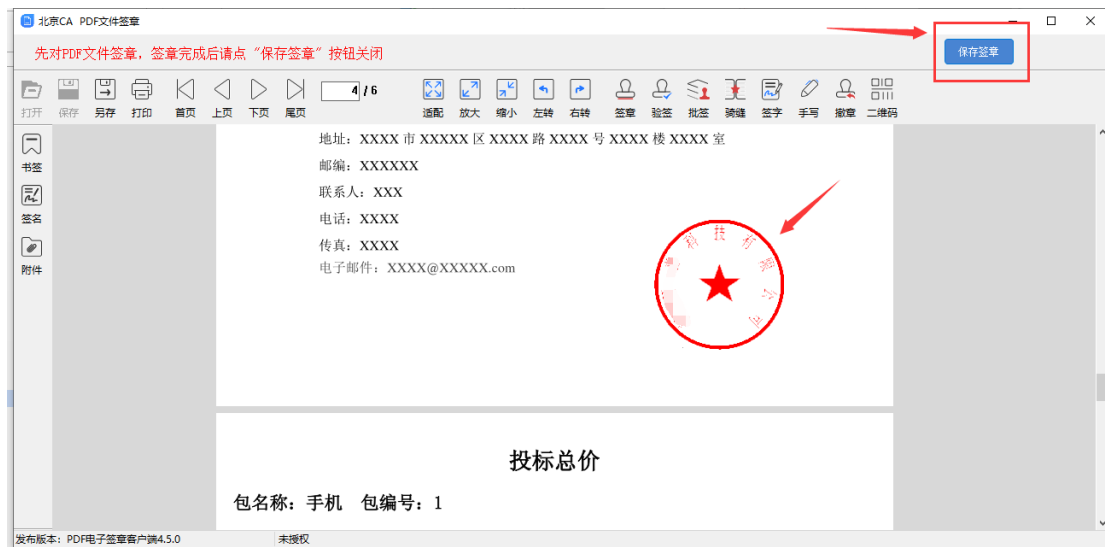 北京CA PDF文件签章
先对PDF文件签章，签章完成后请点“保存签章”按钮关闭
保存签章
4 / 6
打开 保存 另存 打印 首页 上页 下页 尾页 适配 放大 缩小 左转 右转 签章 验签 批签 骑缝 签字 手写 撤章 二维码
书签
签名
附件
地址：XXXX 市 XXXXX 区 XXXX 路 XXXX 号 XXXX 楼 XXXX 室
邮编：XXXXXX
联系人：XXX
电话：XXXX
传真：XXXX
电子邮件：XXXX@XXXXX.com
科技有限公司
投标总价
包名称：手机 包编号：1
发布版本：PDF电子签章客户端4.5.0 未授权